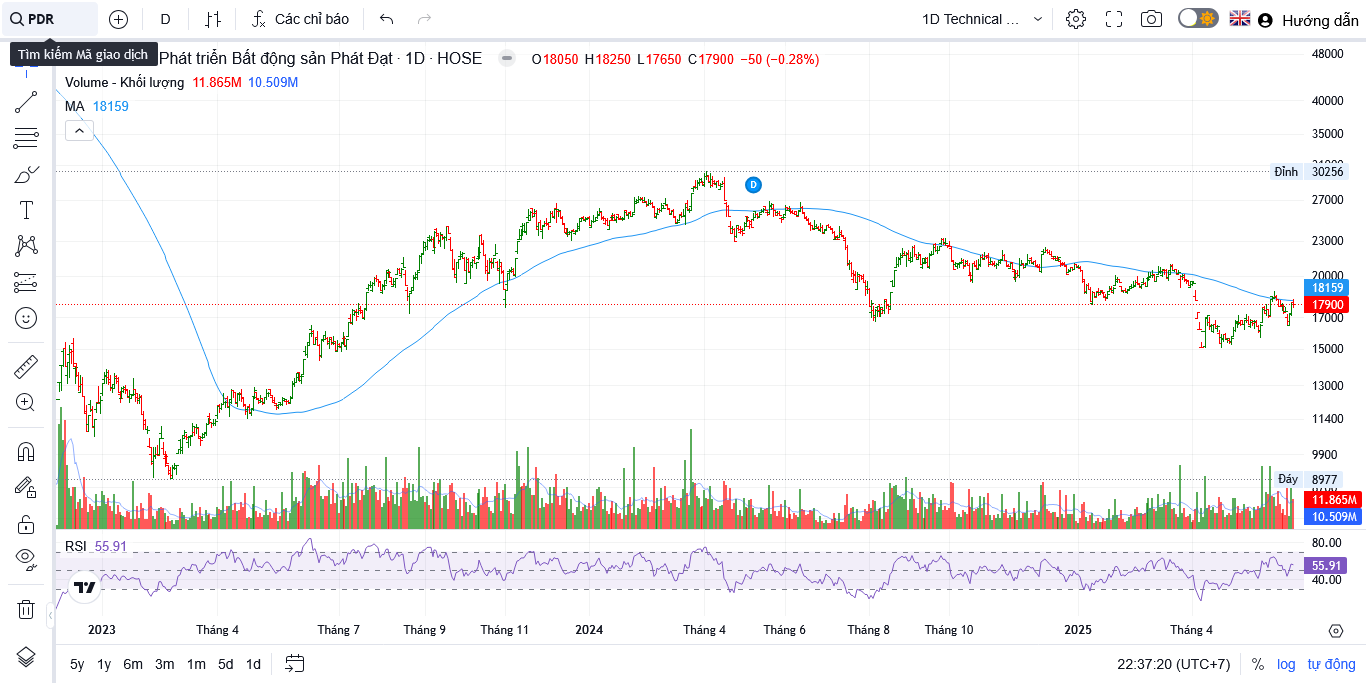 PDR
D
Các chỉ báo
1D Technical ...
Hướng dẫn
Tìm kiếm Mã giao dịch
Phát triển Bất động sản Phát Đạt · 1D · HOSE
O18050 H18250 L17650 C17900 −50 (−0.28%)
Volume - Khối lượng 11.865M 10.509M
MA 18159
48000
40000
35000
Đỉnh 30256
D
27000
23000
20000
18159
17900
17000
15000
13000
11400
9900
Đáy 8977
11.865M
10.509M
RSI 55.91
80.00
55.91
40.00
2023 Tháng 4 Tháng 7 Tháng 9 Tháng 11 2024 Tháng 4 Tháng 6 Tháng 8 Tháng 10 2025 Tháng 4
5y 1y 6m 3m 1m 5d 1d
22:37:20 (UTC+7) % log tự động